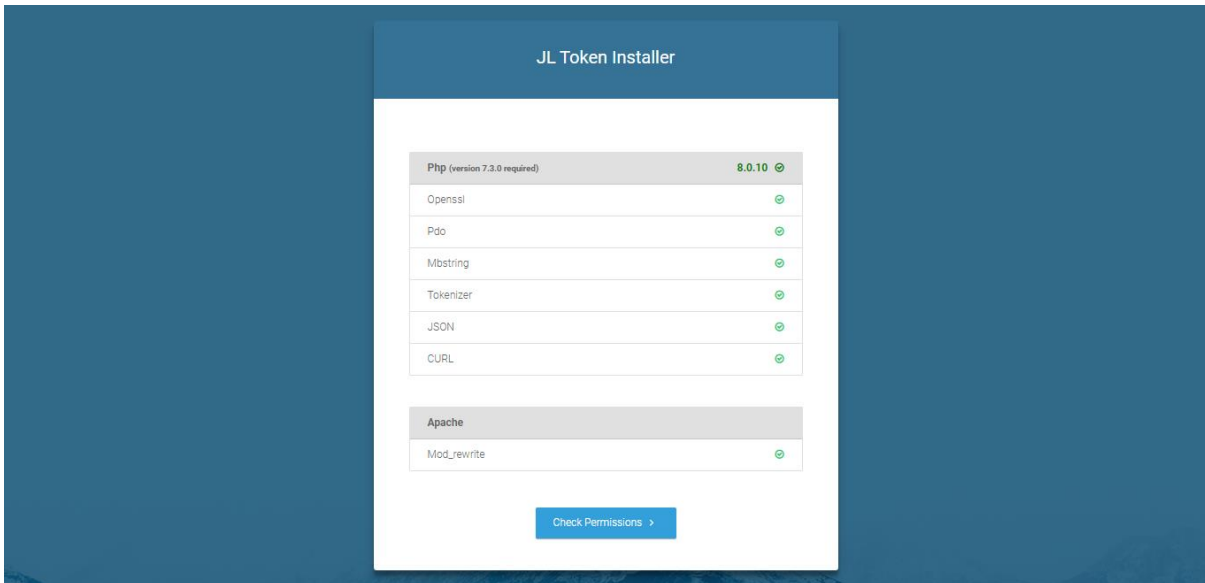 JL Token Installer
Php (version 7.3.0 required) 8.0.10
Openssl
Pdo
Mbstring
Tokenizer
JSON
CURL
Apache
Mod_rewrite
Check Permissions